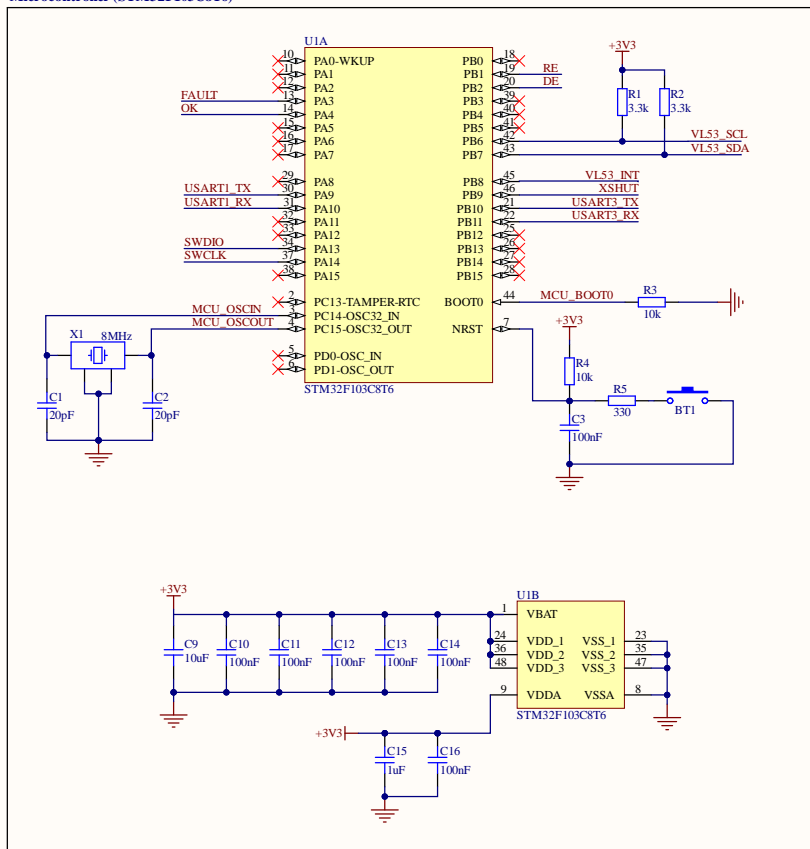 U1A
10 PA0-WKUP
11 PA1
12 PA2
FAULT 13 PA3
OK 14 PA4
15 PA5
16 PA6
17 PA7
29 PA8
USART1_TX 30 PA9
USART1_RX 31 PA10
32 PA11
33 PA12
SWDIO 34 PA13
SWCLK 37 PA14
38 PA15
2 PC13-TAMPER-RTC
MCU_OSCIN 3 PC14-OSC32_IN
MCU_OSCOUT 4 PC15-OSC32_OUT
5 PD0-OSC_IN
6 PD1-OSC_OUT
PB0 18
PB1 19 RE
PB2 20 DE
PB3 39
PB4 40
PB5 41
PB6 42 VL53_SCL
PB7 43 VL53_SDA
PB8 45 VL53_INT
PB9 46 XSHUT
PB10 21 USART3_TX
PB11 22 USART3_RX
PB12 25
PB13 26
PB14 27
PB15 28
BOOT0 44 MCU_BOOT0
NRST 7
STM32F103C8T6
+3V3
R1
3.3k
R2
3.3k
R3
10k
+3V3
R4
10k
R5
330
BT1
C3
100nF
X1
8MHz
C1
20pF
C2
20pF
+3V3
C9
10uF
C10
100nF
C11
100nF
C12
100nF
C13
100nF
C14
100nF
U1B
1 VBAT
24 VDD_1 VSS_1 23
36 VDD_2 VSS_2 35
48 VDD_3 VSS_3 47
9 VDDA VSSA 8
STM32F103C8T6
+3V3
C15
1uF
C16
100nF